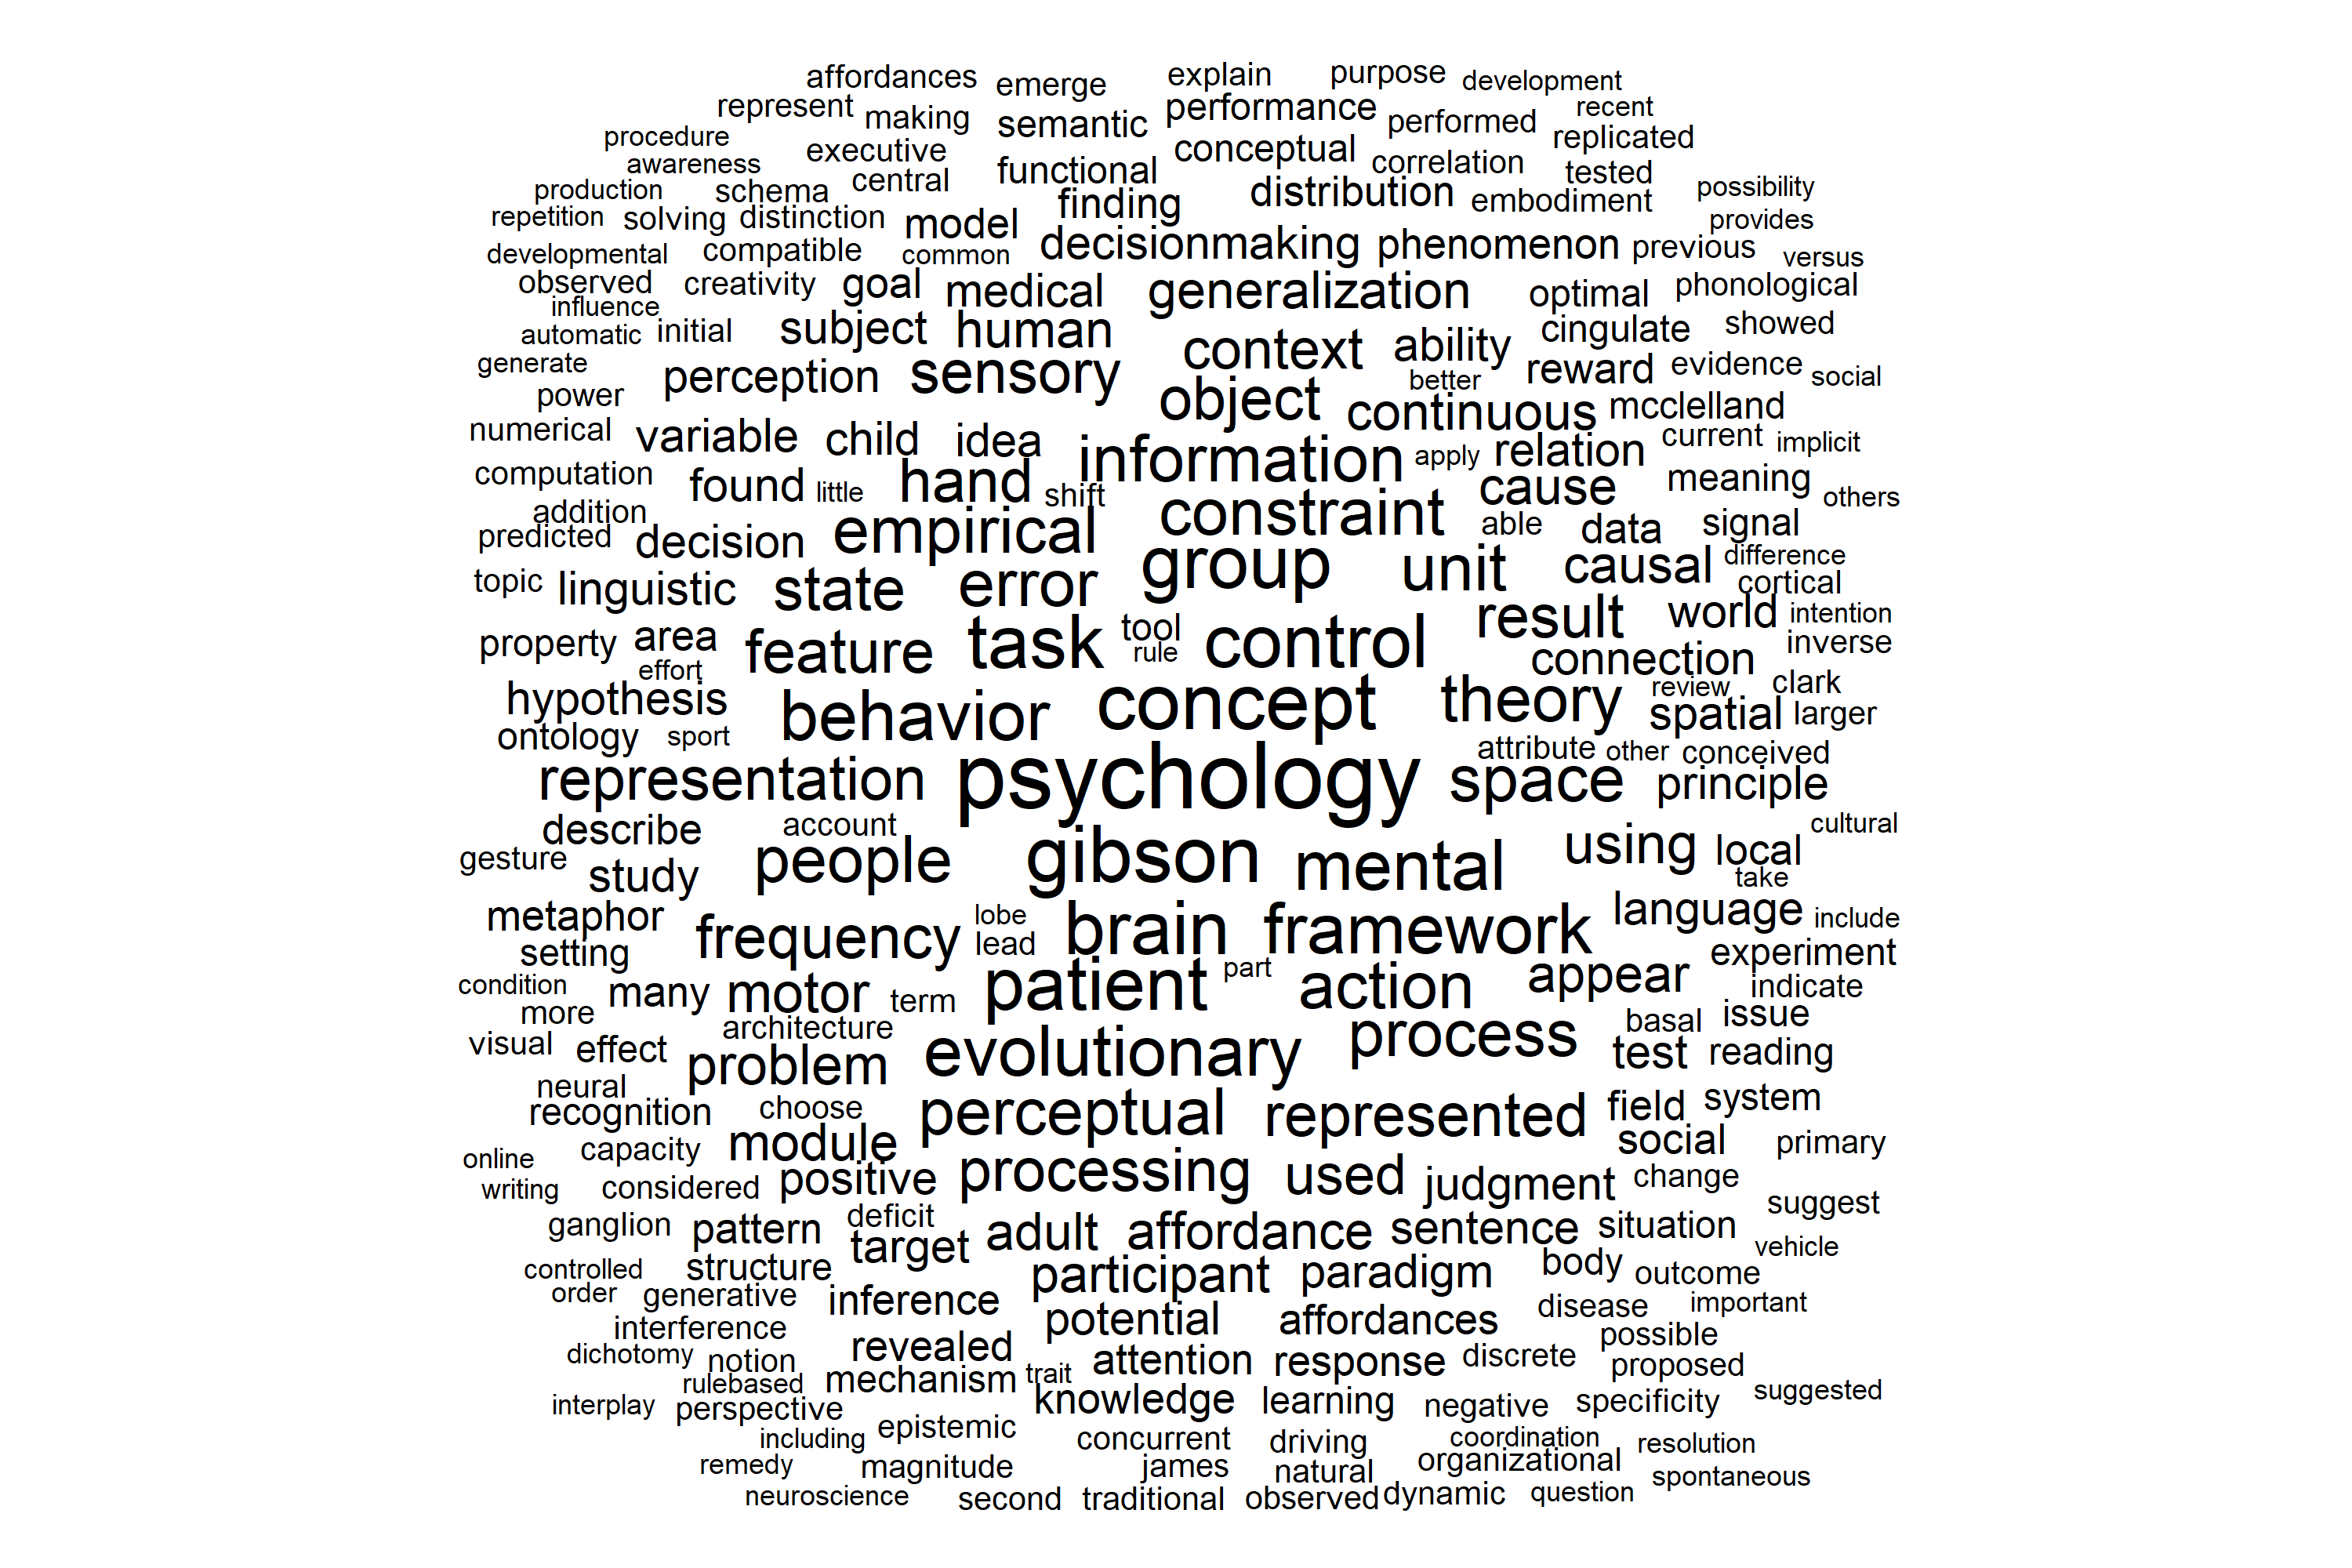 affordances emerge explain purpose development
represent making semantic performance performed recent
procedure executive conceptual correlation replicated
awareness schema central functional tested
production distinction finding distribution embodiment possibility
repetition solving model provides
developmental compatible common decisionmaking phenomenon previous versus
observed creativity goal medical generalization optimal phonological
influence
automatic initial subject human context ability cingulate showed
generate perception sensory better reward evidence social
power object continuous mcclelland
numerical variable child idea information apply relation current implicit
computation found little hand shift cause meaning others
addition constraint able data signal
predicted decision empirical group unit causal difference
topic linguistic state error cortical
property area feature task tool control result world intention
effort rule connection inverse
hypothesis behavior concept theory review clark
ontology sport spatial larger
attribute other conceived
representation psychology space principle
describe account cultural
gesture study people gibson mental using local
take
metaphor frequency lobe brain framework language include
setting lead experiment
condition many motor term patient part action appear indicate
more architecture basal issue
visual effect problem evolutionary process test reading
neural
recognition choose perceptual represented field system
capacity module social primary
online positive processing used judgment change
writing considered suggest
ganglion pattern deficit adult affordance sentence situation
target vehicle
controlled structure participant paradigm body outcome
order generative inference potential affordances disease important
interference revealed possible
dichotomy notion attention response discrete proposed
rulebased mechanism trait
interplay perspective knowledge learning negative specificity suggested
including epistemic concurrent driving coordination resolution
remedy magnitude james natural organizational spontaneous
neuroscience second traditional observed dynamic question